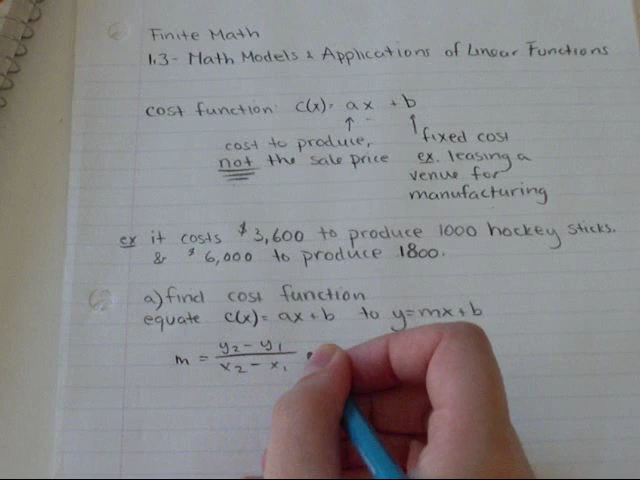 Finite Math
1.3 - Math Models & Applications of Linear Functions
cost function: C(x) = ax + b
cost to produce, not the sale price
fixed cost
ex. leasing a
venue for
manufacturing
ex it costs $3,600 to produce 1000 hockey sticks.
& $6,000 to produce 1800.
a) find cost function
equate C(x) = ax + b to y = mx + b
m = y₂ - y₁ / x₂ - x₁